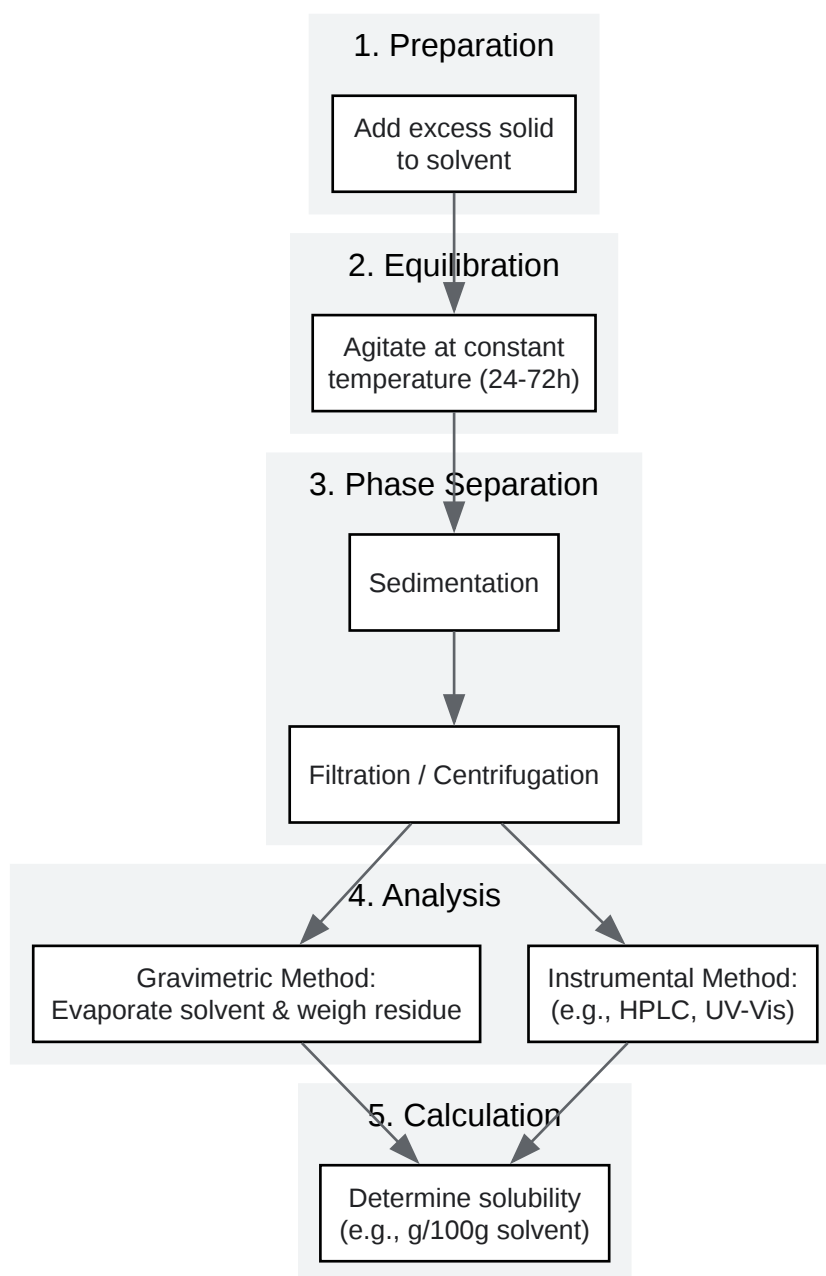 1. Preparation
Add excess solid
to solvent
2. Equilibration
Agitate at constant
temperature (24-72h)
3. Phase Separation
Sedimentation
Filtration / Centrifugation
4. Analysis
Gravimetric Method:
Evaporate solvent & weigh residue
Instrumental Method:
(e.g., HPLC, UV-Vis)
5. Calculation
Determine solubility
(e.g., g/100g solvent)